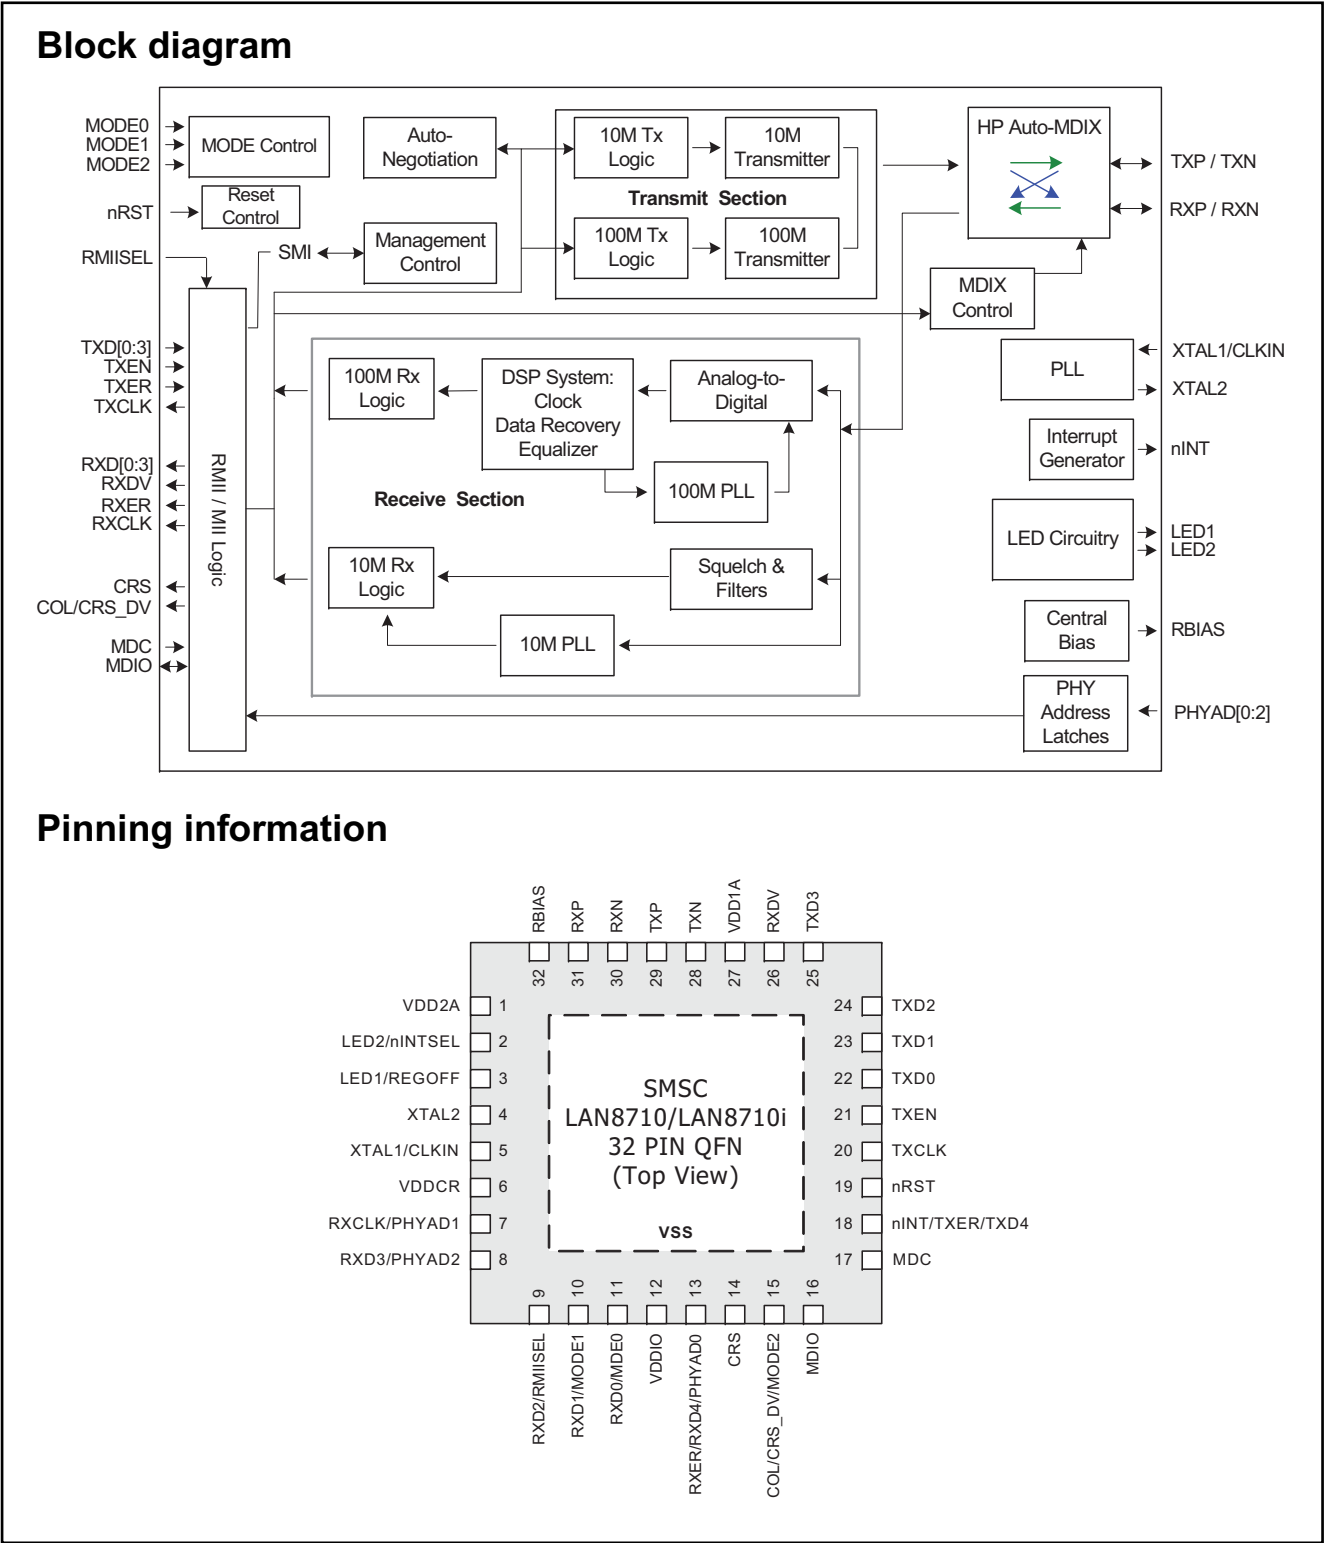 Block diagram
MODE0
MODE1
MODE2
nRST
RMIISEL
TXD[0:3]
TXEN
TXER
TXCLK
RXD[0:3]
RXDV
RXER
RXCLK
CRS
COL/CRS_DV
MDC
MDIO
MODE Control
Reset
Control
SMI
RMII / MII Logic
Auto-
Negotiation
Management
Control
10M Tx
Logic
10M
Transmitter
Transmit Section
100M Tx
Logic
100M
Transmitter
HP Auto-MDIX
MDIX
Control
100M Rx
Logic
DSP System:
Clock
Data Recovery
Equalizer
Analog-to-
Digital
100M PLL
Receive Section
10M Rx
Logic
Squelch &
Filters
10M PLL
PLL
Interrupt
Generator
LED Circuitry
Central
Bias
PHY
Address
Latches
TXP / TXN
RXP / RXN
XTAL1/CLKIN
XTAL2
nINT
LED1
LED2
RBIAS
PHYAD[0:2]
Pinning information
RBIAS
RXP
RXN
TXP
TXN
VDD1A
RXDV
TXD3
32
31
30
29
28
27
26
25
VDD2A 1
LED2/nINTSEL 2
LED1/REGOFF 3
XTAL2 4
XTAL1/CLKIN 5
VDDCR 6
RXCLK/PHYAD1 7
RXD3/PHYAD2 8
SMSC
LAN8710/LAN8710i
32 PIN QFN
(Top View)
VSS
24 TXD2
23 TXD1
22 TXD0
21 TXEN
20 TXCLK
19 nRST
18 nINT/TXER/TXD4
17 MDC
9
10
11
12
13
14
15
16
RXD2/RMIISEL
RXD1/MODE1
RXD0/MDE0
VDDIO
RXER/RXD4/PHYAD0
CRS
COL/CRS_DV/MODE2
MDIO